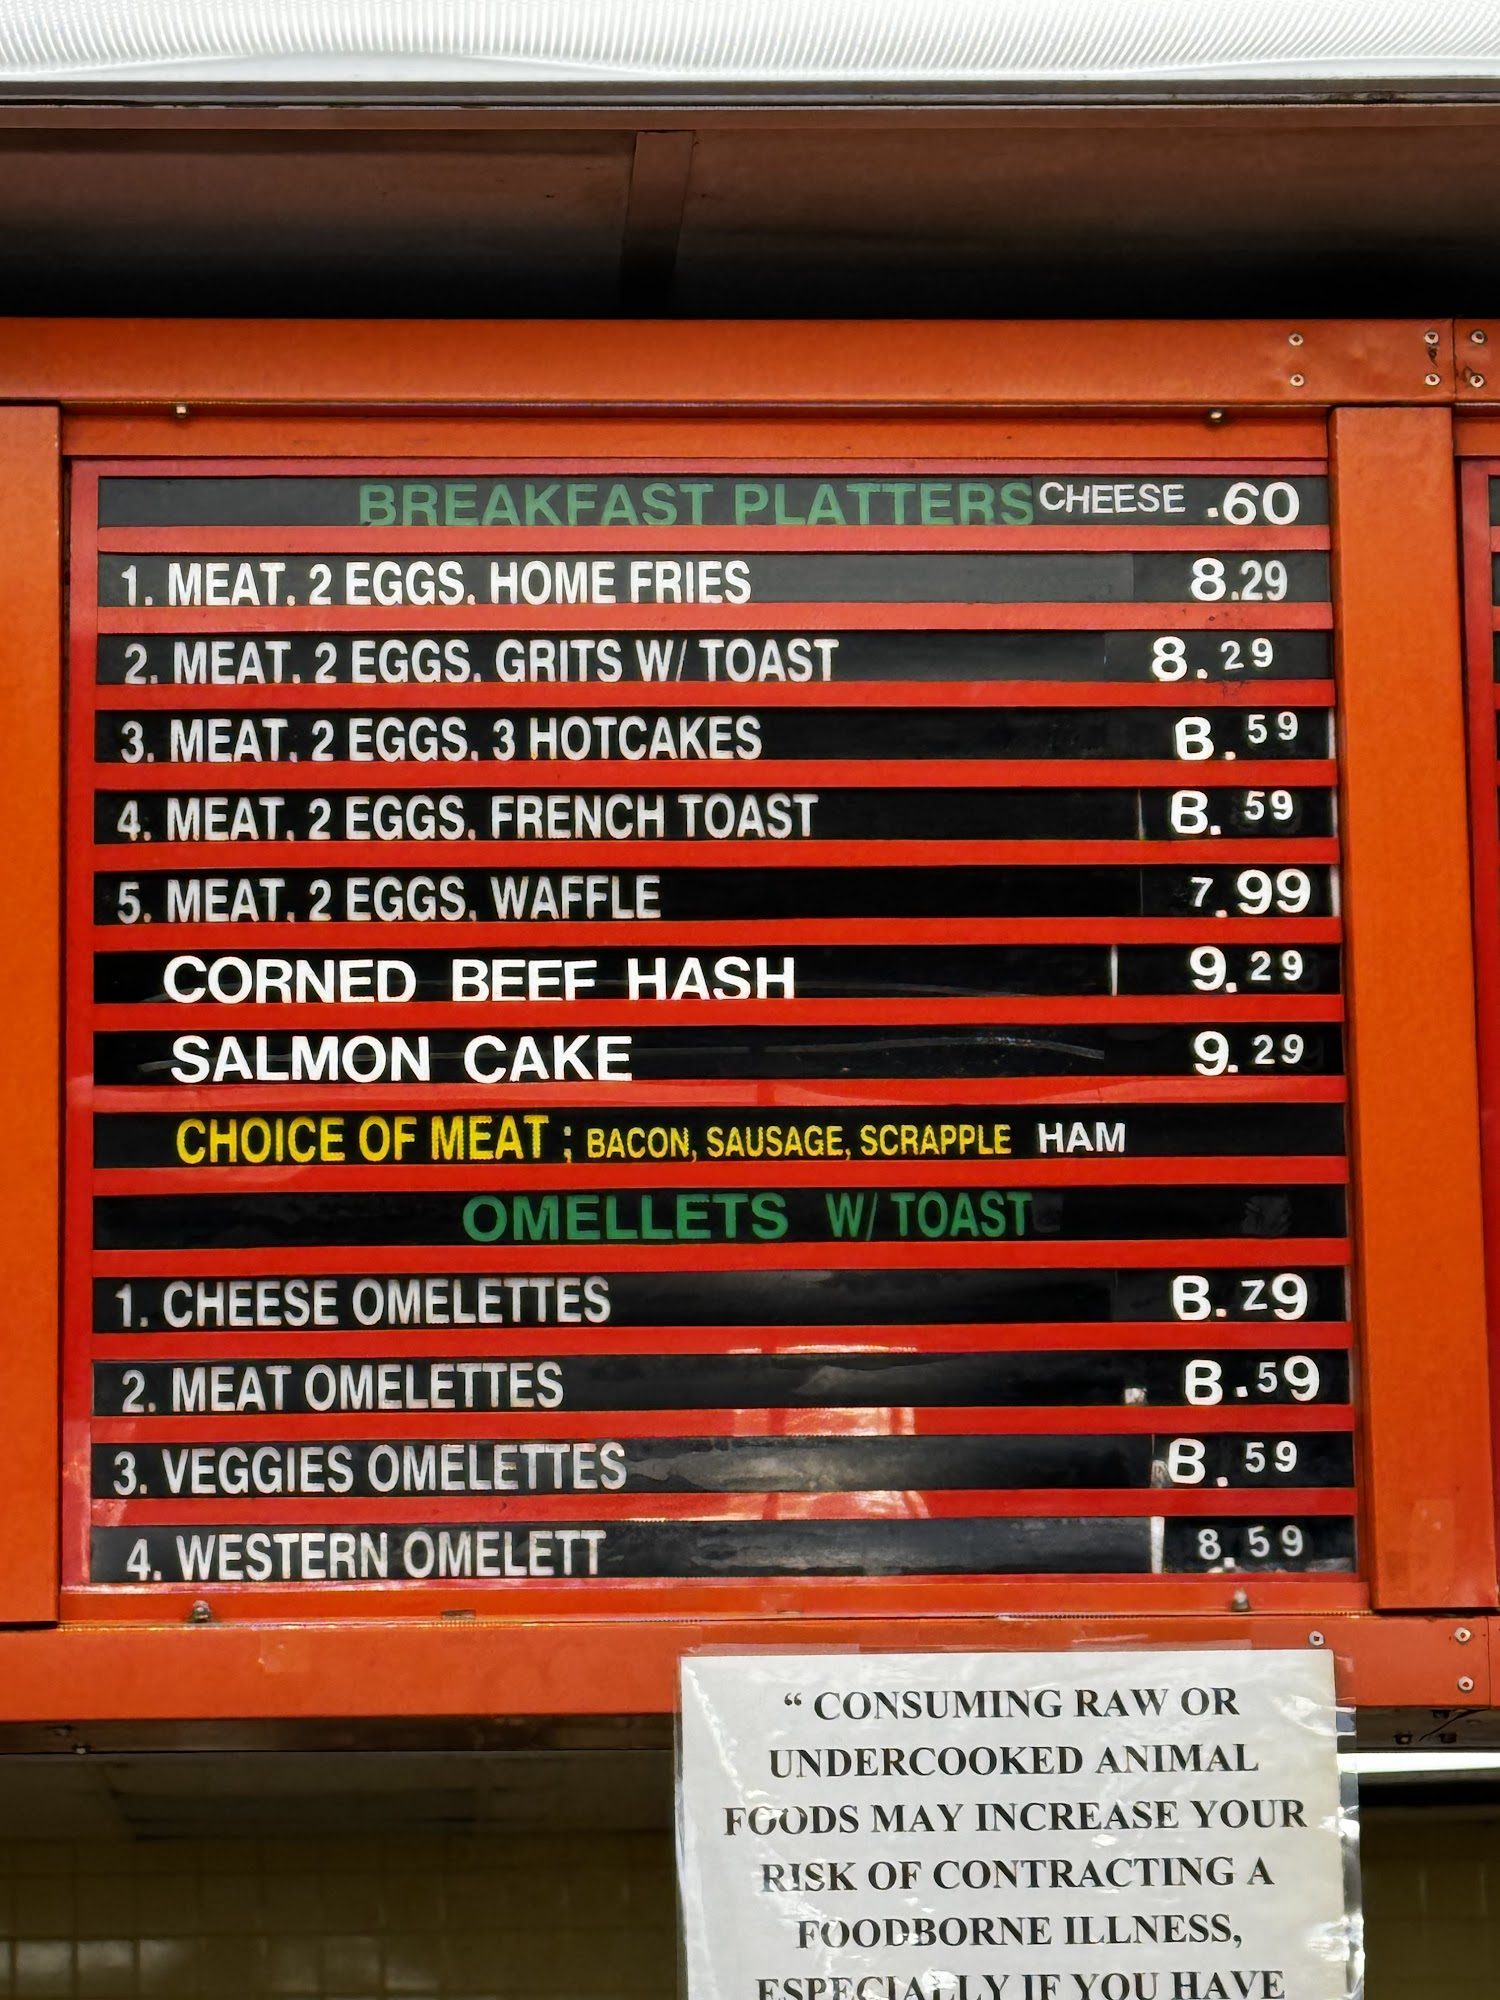 BREAKFAST PLATTERS CHEESE .60
1. MEAT. 2 EGGS. HOME FRIES 8.29
2. MEAT. 2 EGGS. GRITS W/ TOAST 8.29
3. MEAT. 2 EGGS. 3 HOTCAKES B.59
4. MEAT. 2 EGGS. FRENCH TOAST B.59
5. MEAT. 2 EGGS. WAFFLE 7.99
CORNED BEEF HASH 9.29
SALMON CAKE 9.29
CHOICE OF MEAT ; BACON, SAUSAGE, SCRAPPLE HAM
OMELLETS W/ TOAST
1. CHEESE OMELETTES B.Z9
2. MEAT OMELETTES B.59
3. VEGGIES OMELETTES B.59
4. WESTERN OMELETT 8.59
“ CONSUMING RAW OR
UNDERCOOKED ANIMAL
FOODS MAY INCREASE YOUR
RISK OF CONTRACTING A
FOODBORNE ILLNESS,
ESPECIALLY IF YOU HAVE